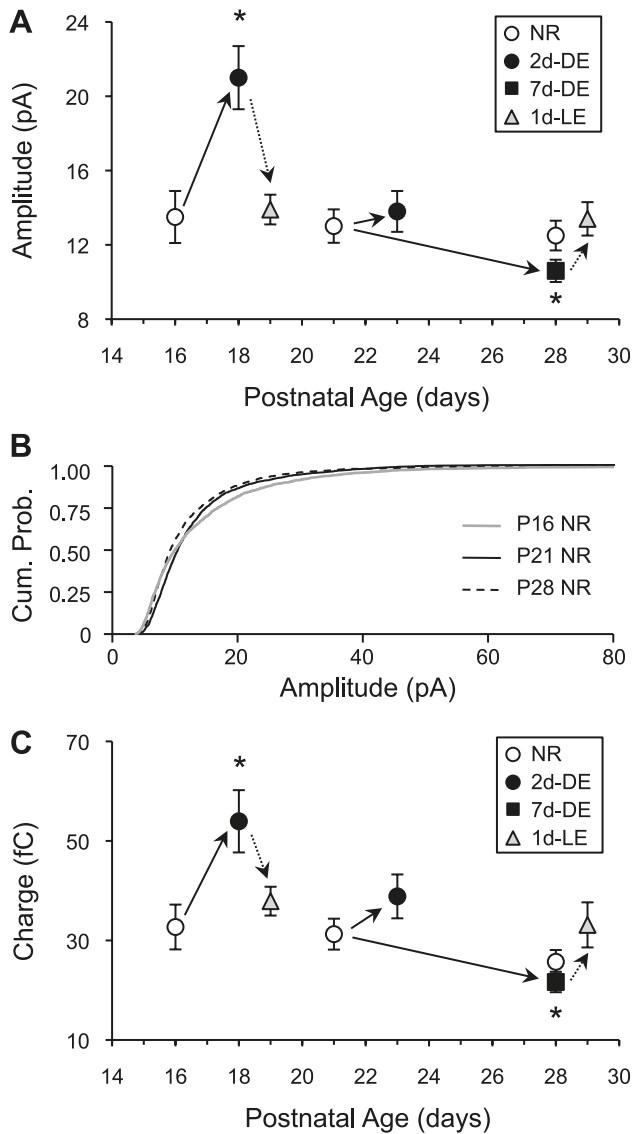 A
24
20
16
12
8
Amplitude (pA)
*
*
NR
2d-DE
7d-DE
1d-LE
14 16 18 20 22 24 26 28 30
Postnatal Age (days)
B
1.00
0.75
0.50
0.25
0
Cum. Prob.
P16 NR
P21 NR
P28 NR
0 20 40 60 80
Amplitude (pA)
C
70
50
30
10
Charge (fC)
*
*
NR
2d-DE
7d-DE
1d-LE
14 16 18 20 22 24 26 28 30
Postnatal Age (days)